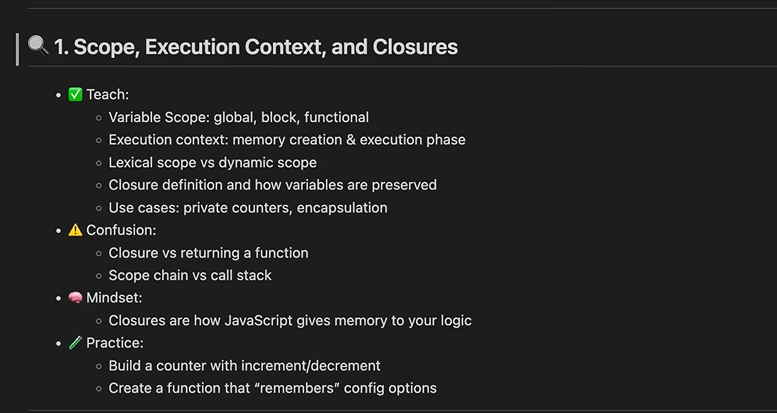 🔍 1. Scope, Execution Context, and Closures
• ✅ Teach:
◦ Variable Scope: global, block, functional
◦ Execution context: memory creation & execution phase
◦ Lexical scope vs dynamic scope
◦ Closure definition and how variables are preserved
◦ Use cases: private counters, encapsulation
• ⚠️ Confusion:
◦ Closure vs returning a function
◦ Scope chain vs call stack
• 🧠 Mindset:
◦ Closures are how JavaScript gives memory to your logic
• 🧪 Practice:
◦ Build a counter with increment/decrement
◦ Create a function that “remembers” config options